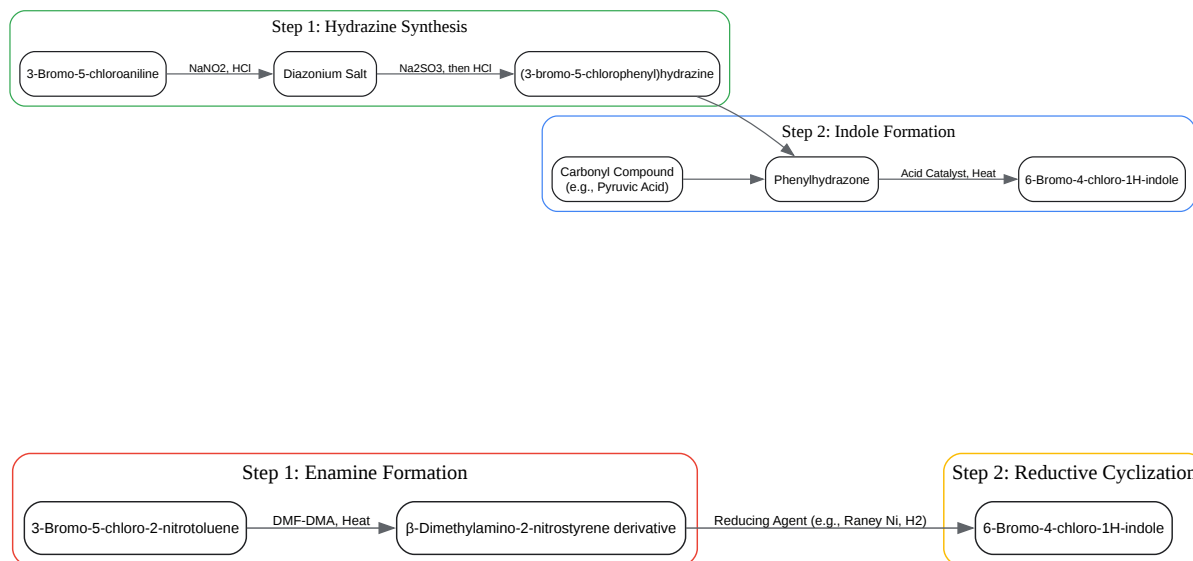 Step 1: Hydrazine Synthesis
3-Bromo-5-chloroaniline
NaNO2, HCl
Diazonium Salt
Na2SO3, then HCl
(3-bromo-5-chlorophenyl)hydrazine
Step 2: Indole Formation
Carbonyl Compound
(e.g., Pyruvic Acid)
Phenylhydrazone
Acid Catalyst, Heat
6-Bromo-4-chloro-1H-indole
Step 1: Enamine Formation
3-Bromo-5-chloro-2-nitrotoluene
DMF-DMA, Heat
β-Dimethylamino-2-nitrostyrene derivative
Reducing Agent (e.g., Raney Ni, H2)
Step 2: Reductive Cyclization
6-Bromo-4-chloro-1H-indole